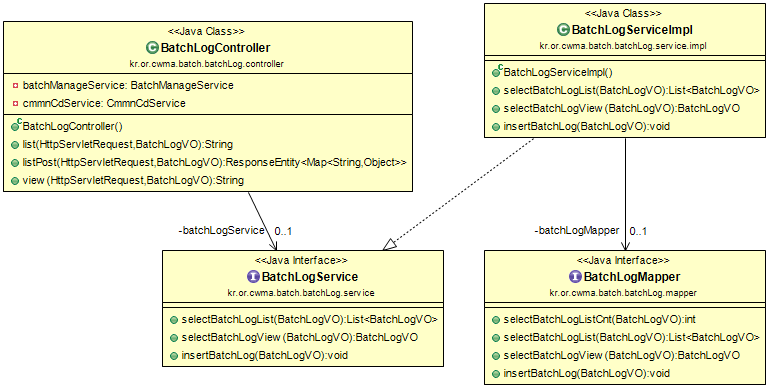 <<Java Class>>
BatchLogController
kr.or.cwma.batch.batchLog.controller
batchManageService: BatchManageService
cmmnCdService: CmmnCdService
BatchLogController()
list(HttpServletRequest,BatchLogVO):String
listPost(HttpServletRequest,BatchLogVO):ResponseEntity<Map<String,Object>>
view (HttpServletRequest,BatchLogVO):String
<<Java Class>>
BatchLogServiceImpl
kr.or.cwma.batch.batchLog.service.impl
BatchLogServiceImpl()
selectBatchLogList(BatchLogVO):List<BatchLogVO>
selectBatchLogView (BatchLogVO):BatchLogVO
insertBatchLog(BatchLogVO):void
-batchLogService 0..1
-batchLogMapper 0..1
<<Java Interface>>
BatchLogService
kr.or.cwma.batch.batchLog.service
selectBatchLogList(BatchLogVO):List<BatchLogVO>
selectBatchLogView (BatchLogVO):BatchLogVO
insertBatchLog(BatchLogVO):void
<<Java Interface>>
BatchLogMapper
kr.or.cwma.batch.batchLog.mapper
selectBatchLogListCnt(BatchLogVO):int
selectBatchLogList(BatchLogVO):List<BatchLogVO>
selectBatchLogView (BatchLogVO):BatchLogVO
insertBatchLog(BatchLogVO):void